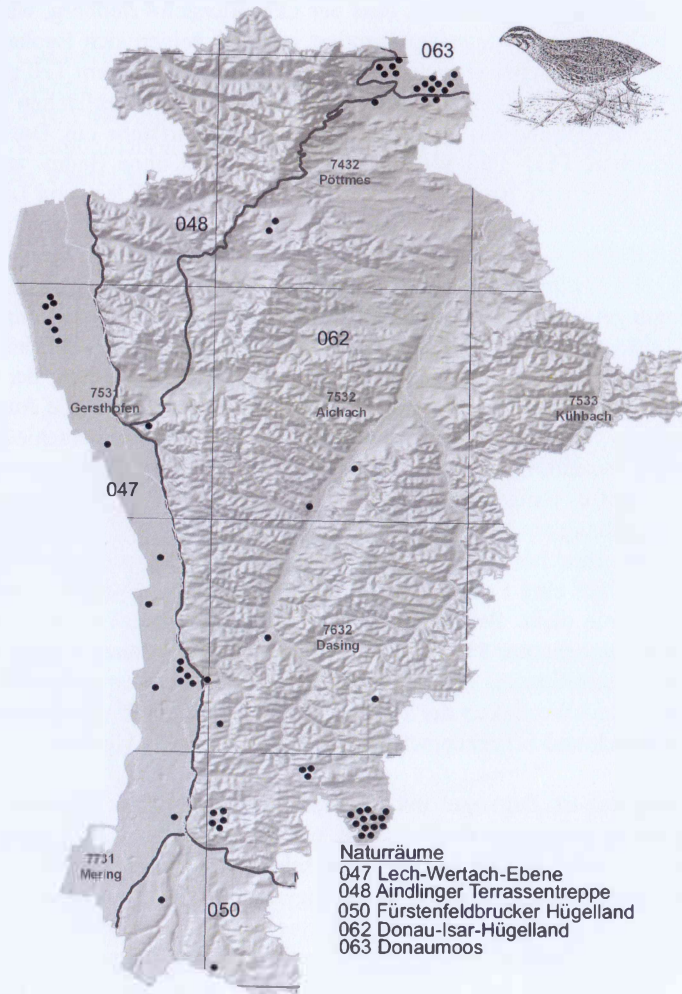 063
7432
Pöttmes
048
062
7531
Gersthofen
7532
Aichach
7533
Kühbach
047
7632
Dasing
7731
Mering
050
Naturräume
047 Lech-Wertach-Ebene
048 Aindlinger Terrassentreppe
050 Fürstenfeldbrucker Hügelland
062 Donau-Isar-Hügelland
063 Donaumoos